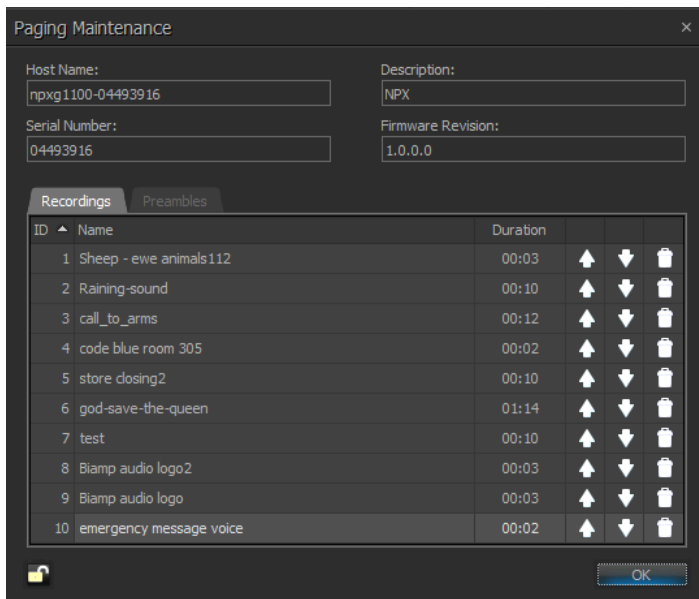 Paging Maintenance
Host Name:
Description:
npxg1100-04493916
NPX
Serial Number:
Firmware Revision:
04493916
1.0.0.0
Recordings
Preambles
ID Name Duration
1 Sheep - ewe animals112 00:03
2 Raining-sound 00:10
3 call_to_arms 00:12
4 code blue room 305 00:02
5 store closing2 00:10
6 god-save-the-queen 01:14
7 test 00:10
8 Biamp audio logo2 00:03
9 Biamp audio logo 00:03
10 emergency message voice 00:02
OK